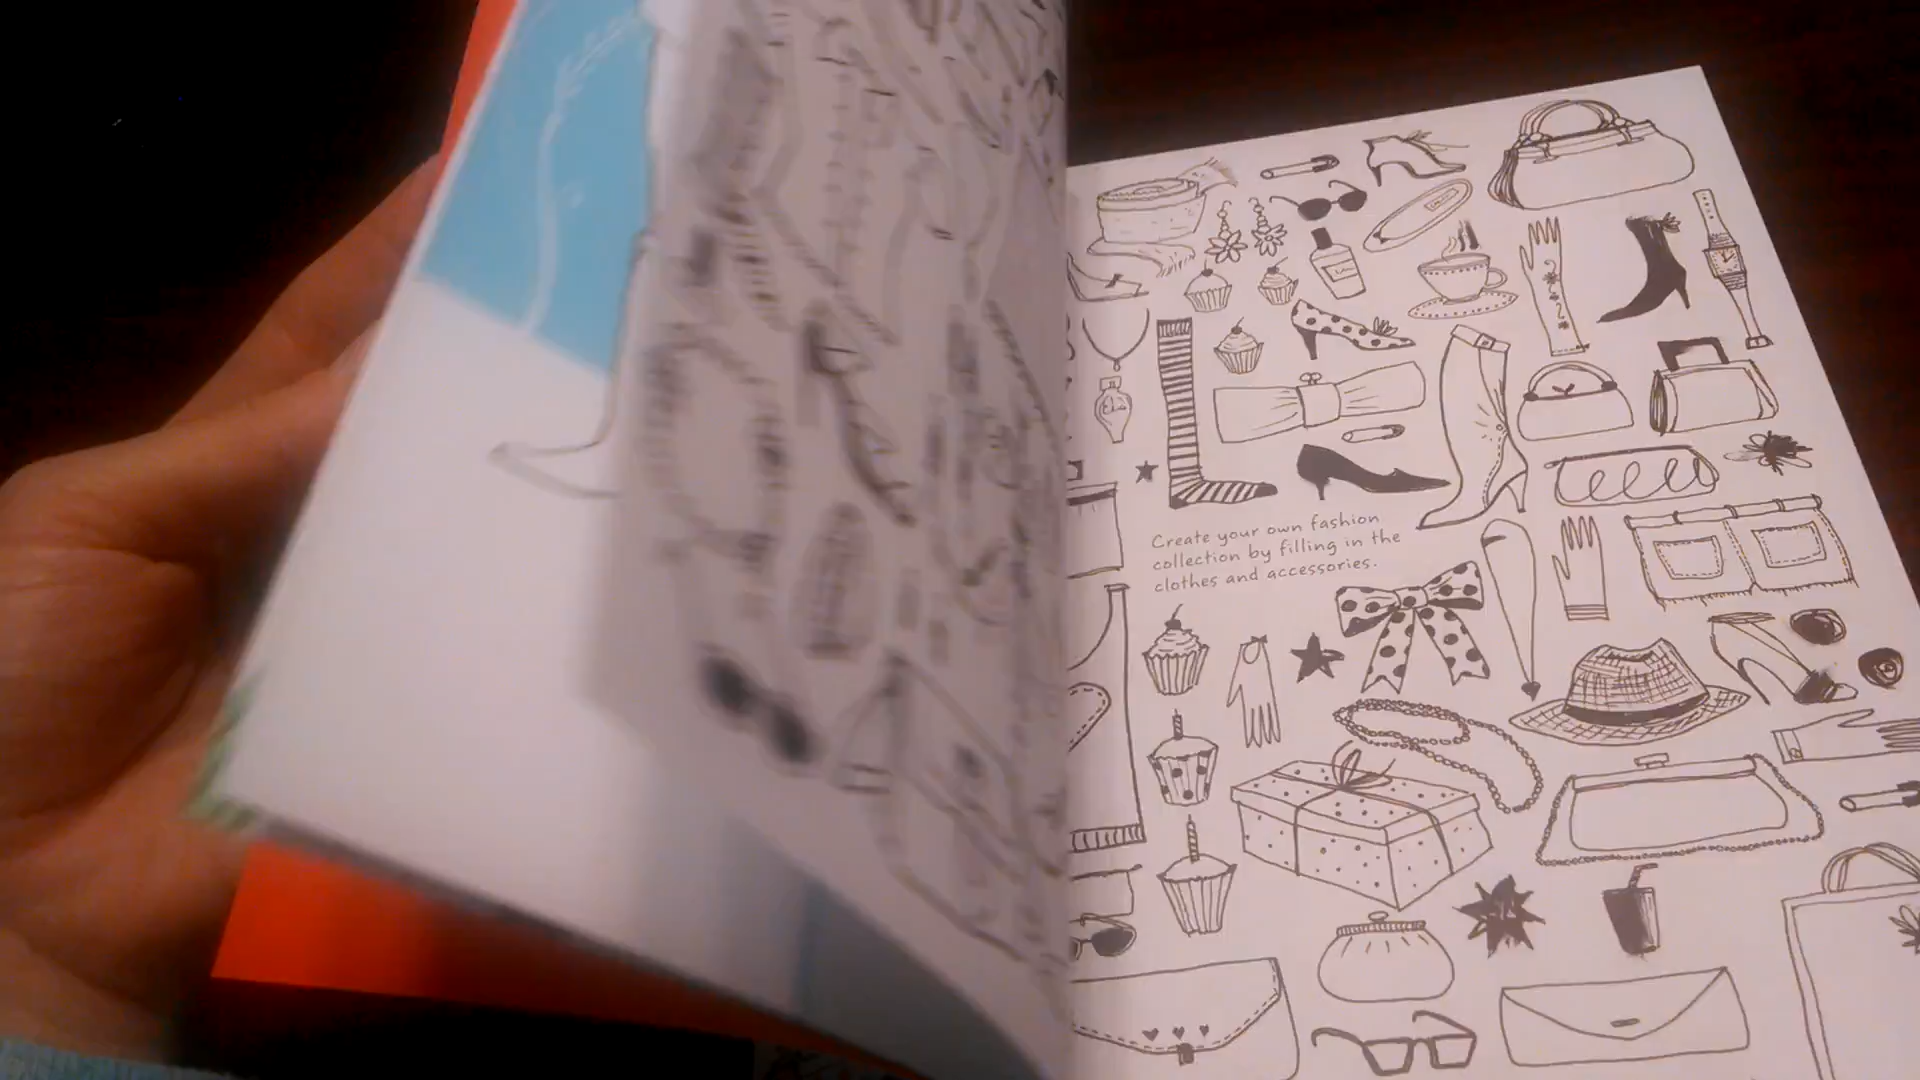 Create your own fashion
collection by filling in the
clothes and accessories.